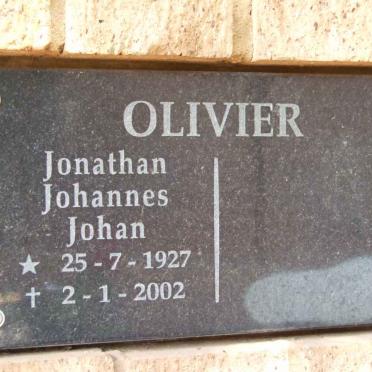 OLIVIER
Jonathan
Johannes
Johan
★ 25 - 7 - 1927
† 2 - 1 - 2002